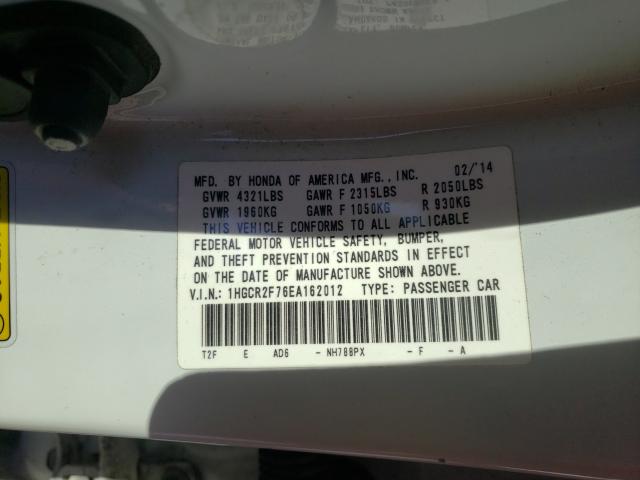 MFD. BY HONDA OF AMERICA MFG., INC. 02/'14
GVWR 4321LBS GAWR F 2315LBS R 2050LBS
GVWR 1960KG GAWR F 1050KG R 930KG
THIS VEHICLE CONFORMS TO ALL APPLICABLE
FEDERAL MOTOR VEHICLE SAFETY, BUMPER,
AND THEFT PREVENTION STANDARDS IN EFFECT
ON THE DATE OF MANUFACTURE SHOWN ABOVE.
V.I.N.: 1HGCR2F76EA162012 TYPE: PASSENGER CAR
T2F E AD6 - NH788PX - F - A